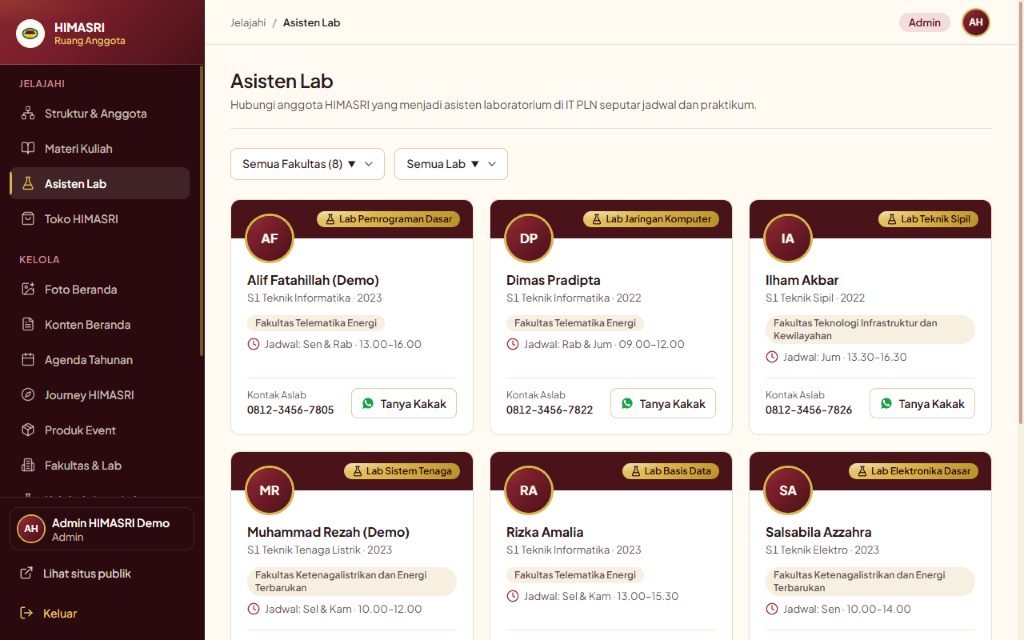 HIMASRI
Ruang Anggota
JELAJAHI
Struktur & Anggota
Materi Kuliah
Asisten Lab
Toko HIMASRI
KELOLA
Foto Beranda
Konten Beranda
Agenda Tahunan
Journey HIMASRI
Produk Event
Fakultas & Lab
AH
Admin HIMASRI Demo
Admin
Lihat situs publik
Keluar
Jelajahi / Asisten Lab
Admin
AH
Asisten Lab
Hubungi anggota HIMASRI yang menjadi asisten laboratorium di IT PLN seputar jadwal dan praktikum.
Semua Fakultas (8) ▼
Semua Lab ▼
Lab Pemrograman Dasar
AF
Alif Fatahillah (Demo)
S1 Teknik Informatika · 2023
Fakultas Telematika Energi
Jadwal: Sen & Rab · 13.00–16.00
Kontak Aslab
0812-3456-7805
Tanya Kakak
Lab Jaringan Komputer
DP
Dimas Pradipta
S1 Teknik Informatika · 2022
Fakultas Telematika Energi
Jadwal: Rab & Jum · 09.00–12.00
Kontak Aslab
0812-3456-7822
Tanya Kakak
Lab Teknik Sipil
IA
Ilham Akbar
S1 Teknik Sipil · 2022
Fakultas Teknologi Infrastruktur dan
Kewilayahan
Jadwal: Jum · 13.30–16.30
Kontak Aslab
0812-3456-7826
Tanya Kakak
Lab Sistem Tenaga
MR
Muhammad Rezah (Demo)
S1 Teknik Tenaga Listrik · 2023
Fakultas Ketenagalistrikan dan Energi
Terbarukan
Jadwal: Sel & Kam · 10.00–12.00
Lab Basis Data
RA
Rizka Amalia
S1 Teknik Informatika · 2023
Fakultas Telematika Energi
Jadwal: Sel & Kam · 13.00–15.30
Lab Elektronika Dasar
SA
Salsabila Azzahra
S1 Teknik Elektro · 2023
Fakultas Ketenagalistrikan dan Energi
Terbarukan
Jadwal: Sen · 10.00–14.00